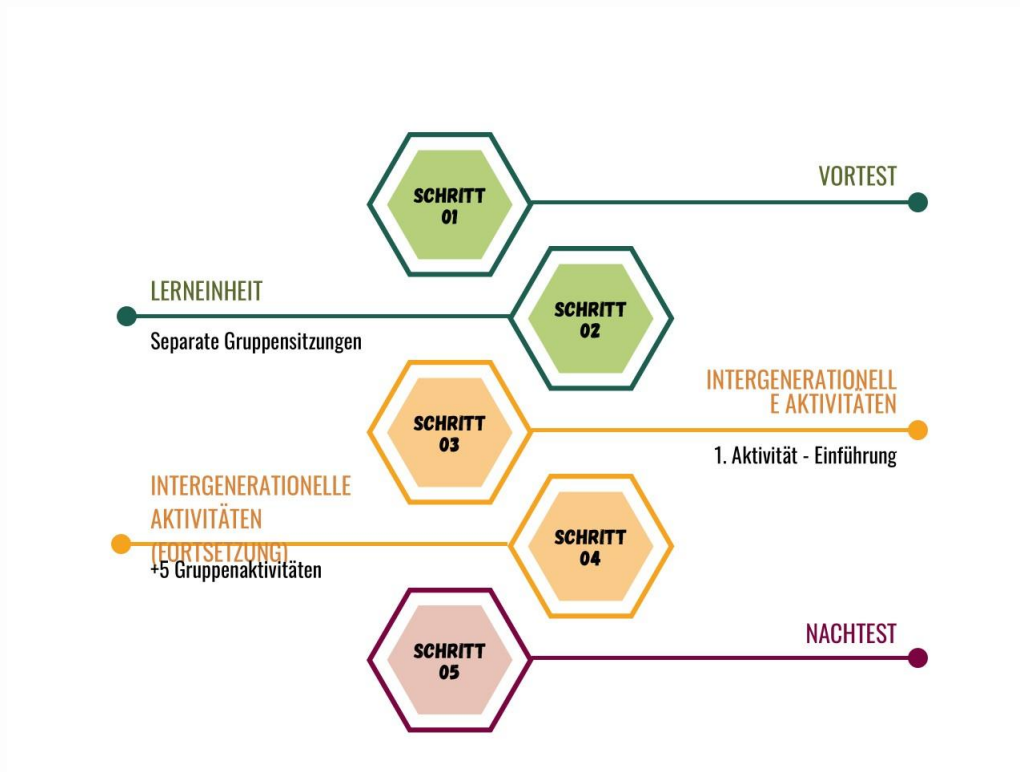 SCHRITT
01
VORTEST
LERNEINHEIT
Separate Gruppensitzungen
SCHRITT
02
INTERGENERATIONELL
E AKTIVITÄTEN
1. Aktivität - Einführung
SCHRITT
03
INTERGENERATIONELLE
AKTIVITÄTEN
(FORTSETZUNG)
+5 Gruppenaktivitäten
SCHRITT
04
SCHRITT
05
NACHTEST